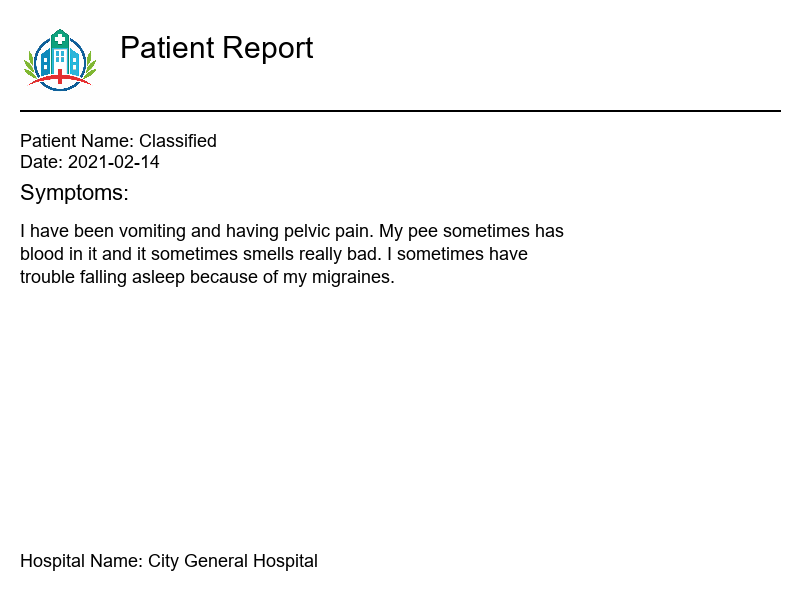 Patient Report
Patient Name: Classified
Date: 2021-02-14
Symptoms:
I have been vomiting and having pelvic pain. My pee sometimes has
blood in it and it sometimes smells really bad. I sometimes have
trouble falling asleep because of my migraines.
Hospital Name: City General Hospital